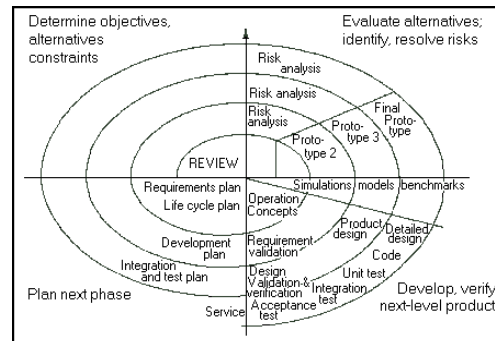 Determine objectives,
alternatives
constraints
Evaluate alternatives;
identify, resolve risks
Risk
analysis
Risk analysis
Risk
analysis
Proto-
type 2
Proto-
type 3
Final
Proto-
type
REVIEW
Requirements plan
Life cycle plan
Simulations models benchmarks
Operation
Concepts
Development
plan
Requirement
validation
Product
design
Detailed
design
Integration
and test plan
Design
Validation &
verification
Code
Unit test
Integration
test
Acceptance
test
Service
Plan next phase
Develop, verify
next-level product